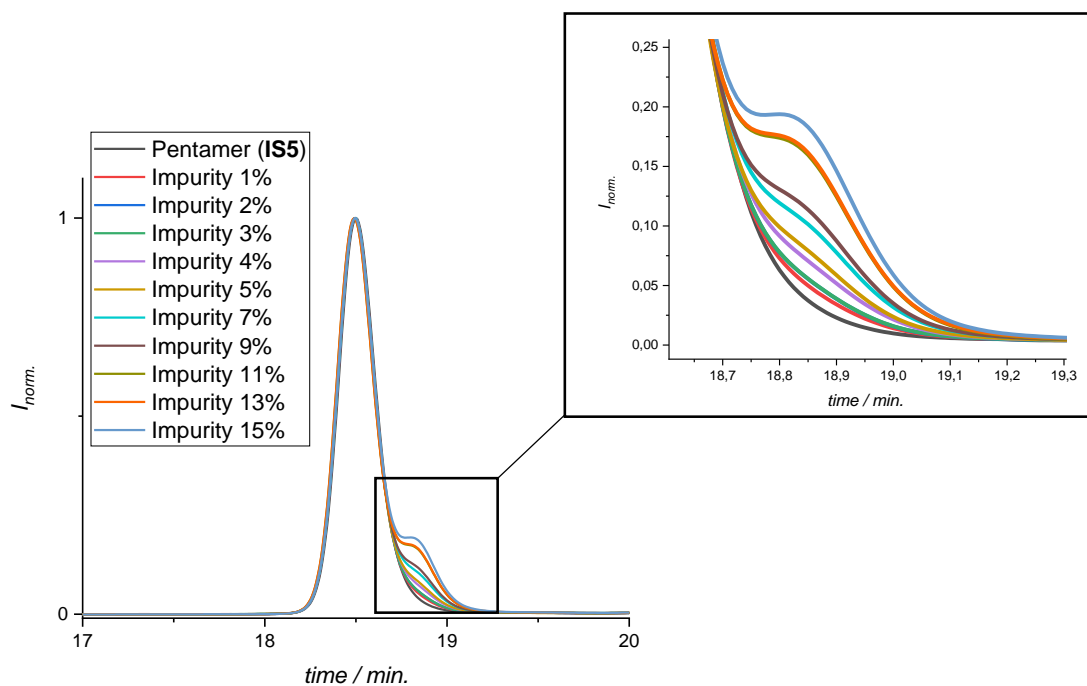 Pentamer (IS5)
Impurity 1%
Impurity 2%
Impurity 3%
Impurity 4%
Impurity 5%
Impurity 7%
Impurity 9%
Impurity 11%
Impurity 13%
Impurity 15%
1
0
I norm.
17 18 19 20
time / min.
0,25
0,20
0,15
0,10
0,05
0,00
I norm.
18,7 18,8 18,9 19,0 19,1 19,2 19,3
time / min.